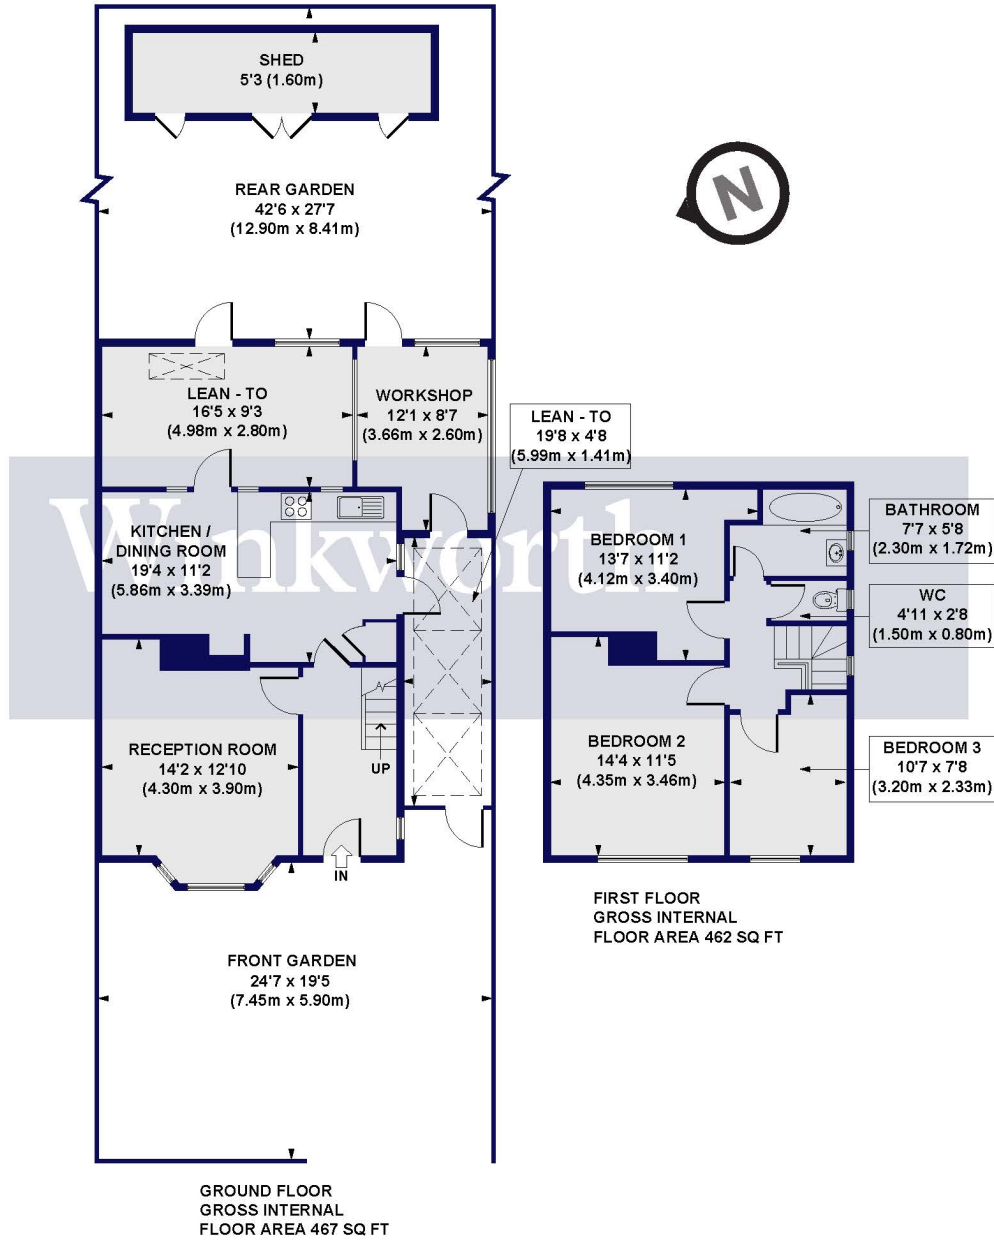 SHED
5'3 (1.60m)
REAR GARDEN
42'6 x 27'7
(12.90m x 8.41m)
N
LEAN - TO
16'5 x 9'3
(4.98m x 2.80m)
WORKSHOP
12'1 x 8'7
(3.66m x 2.60m)
LEAN - TO
19'8 x 4'8
(5.99m x 1.41m)
Winkworth
KITCHEN /
DINING ROOM
19'4 x 11'2
(5.86m x 3.39m)
BEDROOM 1
13'7 x 11'2
(4.12m x 3.40m)
BATHROOM
7'7 x 5'8
(2.30m x 1.72m)
WC
4'11 x 2'8
(1.50m x 0.80m)
RECEPTION ROOM
14'2 x 12'10
(4.30m x 3.90m)
UP
BEDROOM 2
14'4 x 11'5
(4.35m x 3.46m)
BEDROOM 3
10'7 x 7'8
(3.20m x 2.33m)
IN
FIRST FLOOR
GROSS INTERNAL
FLOOR AREA 462 SQ FT
FRONT GARDEN
24'7 x 19'5
(7.45m x 5.90m)
GROUND FLOOR
GROSS INTERNAL
FLOOR AREA 467 SQ FT